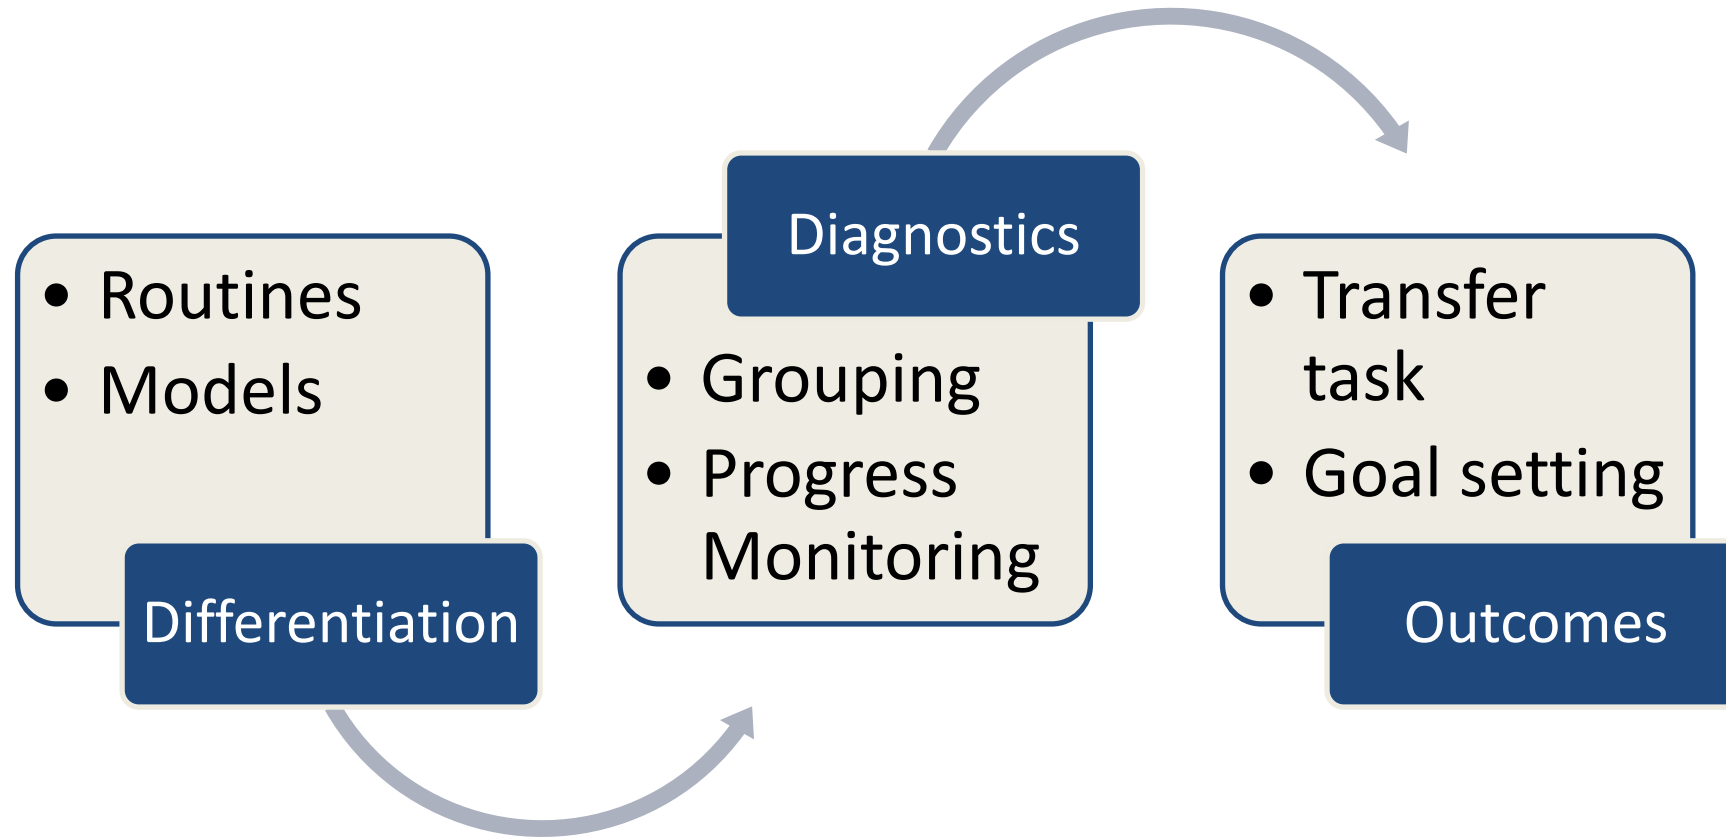 • Routines
• Models
Differentiation
Diagnostics
• Grouping
• Progress
Monitoring
• Transfer
task
• Goal setting
Outcomes